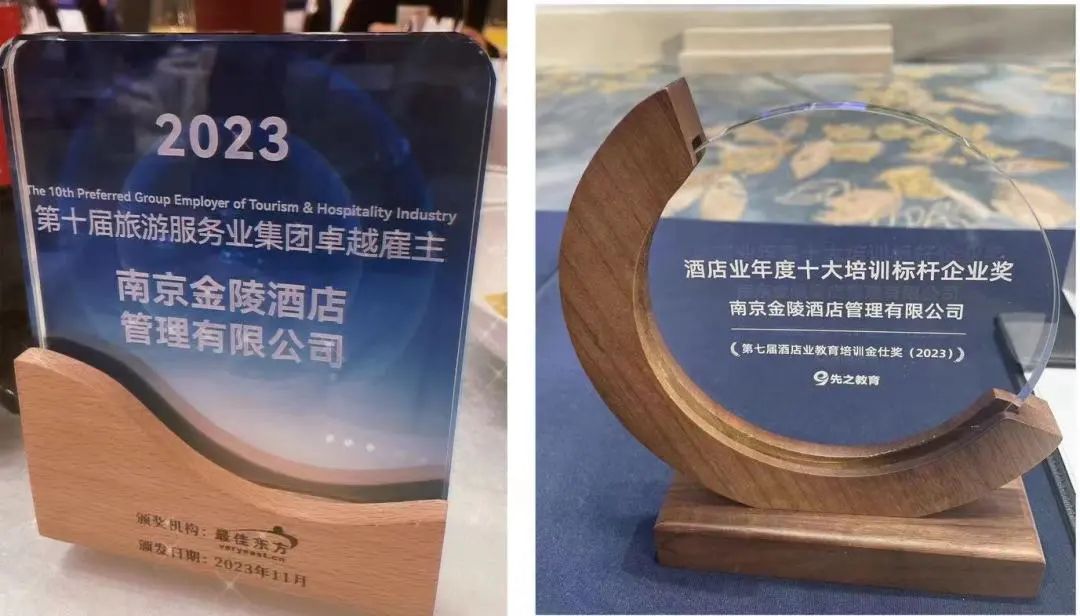 2023
The 10th Preferred Group Employer of Tourism & Hospitality Industry
第十届旅游服务业集团卓越雇主
南京金陵酒店
管理有限公司
颁奖机构：最佳东方
veryeast.cn
颁发日期：2023年11月
酒店业年度十大培训标杆企业奖
南京金陵酒店管理有限公司
（第七届酒店业教育培训金仕奖（2023））
先之教育